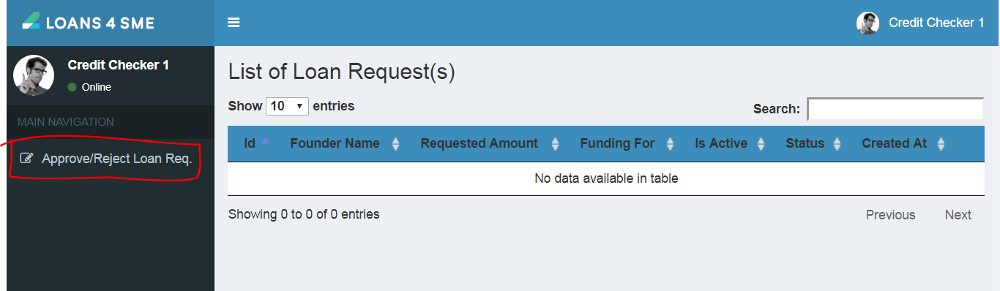 LOANS 4 SME
Credit Checker 1
Credit Checker 1
Online
MAIN NAVIGATION
Approve/Reject Loan Req.
List of Loan Request(s)
Show 10 entries
Search:
Id Founder Name Requested Amount Funding For Is Active Status Created At
No data available in table
Showing 0 to 0 of 0 entries
Previous Next